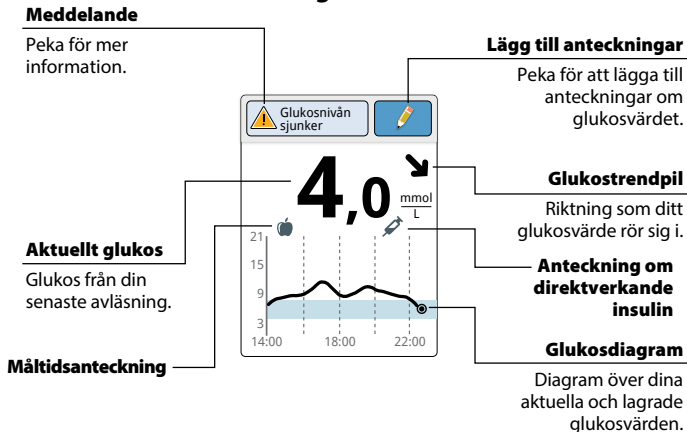 Meddelande
Peka för mer
information.
Lägg till anteckningar
Peka för att lägga till
anteckningar om
glukosvärdet.
Glukosnivån
sjunker
4,0 mmol
L
Glukostrendpil
Riktning som ditt
glukosvärde rör sig i.
Aktuellt glukos
Glukos från din
senaste avläsning.
Anteckning om
direktverkande
insulin
21
15
9
3
14:00 18:00 22:00
Måltidsanteckning
Glukosdiagram
Diagram över dina
aktuella och lagrade
glukosvärden.